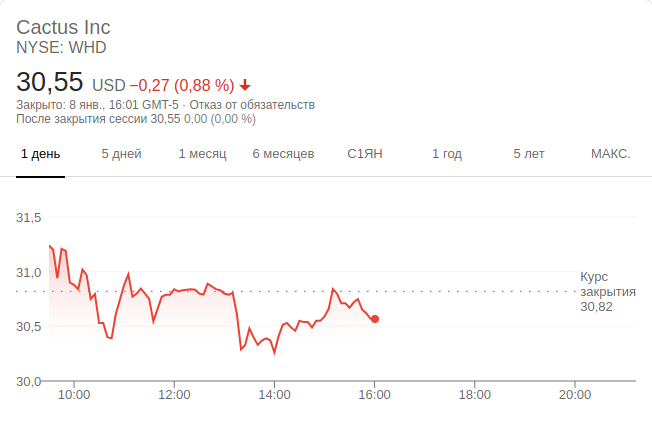 Cactus Inc
NYSE: WHD
30,55 USD −0,27 (0,88 %)
Закрыто: 8 янв., 16:01 GMT-5 · Отказ от обязательств
После закрытия сессии 30,55 0,00 (0,00 %)
1 день 5 дней 1 месяц 6 месяцев С1ЯН 1 год 5 лет МАКС.
31,5
31,0
Курс
закрытия
30,82
30,5
30,0
10:00 12:00 14:00 16:00 18:00 20:00